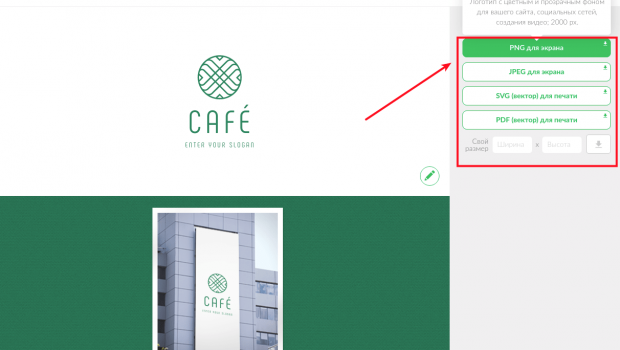 Логотип с цветным и прозрачным фоном
для вашего сайта, социальных сетей,
создания видео; 2000 px.
PNG для экрана
JPEG для экрана
SVG (вектор) для печати
PDF (вектор) для печати
Свой
размер
Ширина x Высота
CAFÉ
ENTER YOUR SLOGAN
CAFÉ
ENTER YOUR SLOGAN